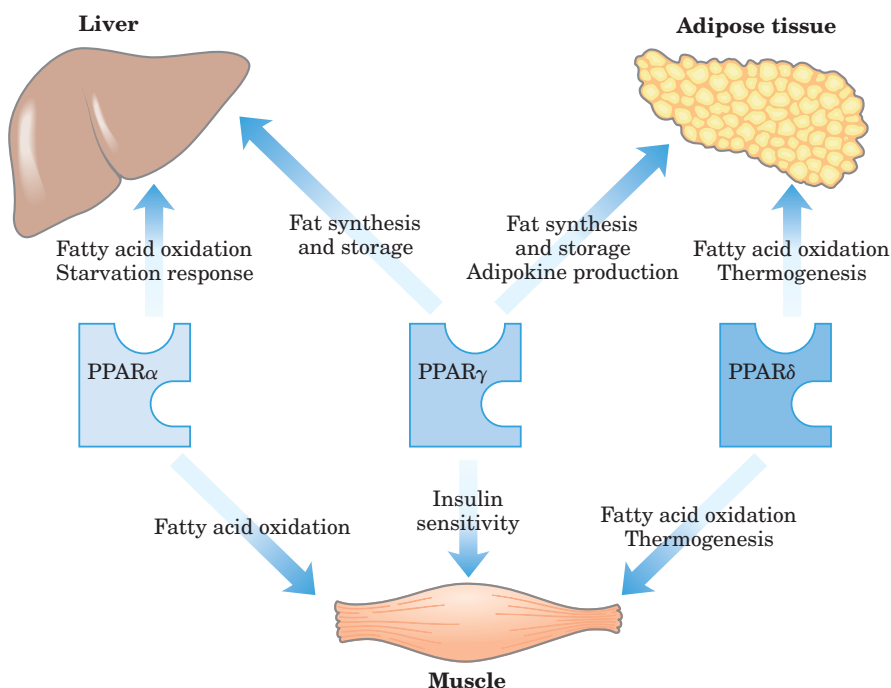 Liver
Adipose tissue
Fat synthesis
and storage
Fat synthesis
and storage
Adipokine production
Fatty acid oxidation
Starvation response
Fatty acid oxidation
Thermogenesis
PPARα
PPARγ
PPARδ
Fatty acid oxidation
Insulin
sensitivity
Fatty acid oxidation
Thermogenesis
Muscle